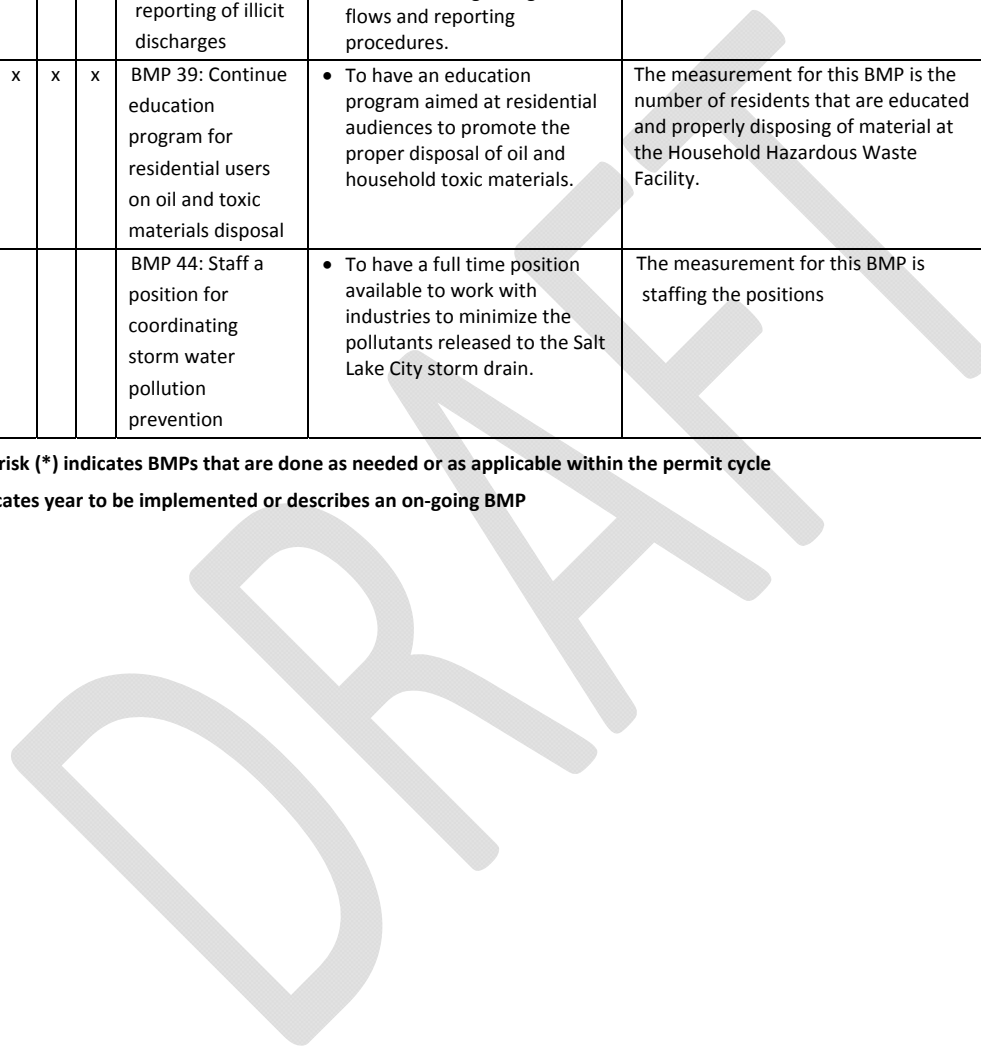 reporting of illicit
discharges
flows and reporting
procedures.
x x x BMP 39: Continue
education
program for
residential users
on oil and toxic
materials disposal
• To have an education
program aimed at residential
audiences to promote the
proper disposal of oil and
household toxic materials.
The measurement for this BMP is the
number of residents that are educated
and properly disposing of material at
the Household Hazardous Waste
Facility.
BMP 44: Staff a
position for
coordinating
storm water
pollution
prevention
• To have a full time position
available to work with
industries to minimize the
pollutants released to the Salt
Lake City storm drain.
The measurement for this BMP is
staffing the positions
risk (*) indicates BMPs that are done as needed or as applicable within the permit cycle
cates year to be implemented or describes an on-going BMP
DRAFT